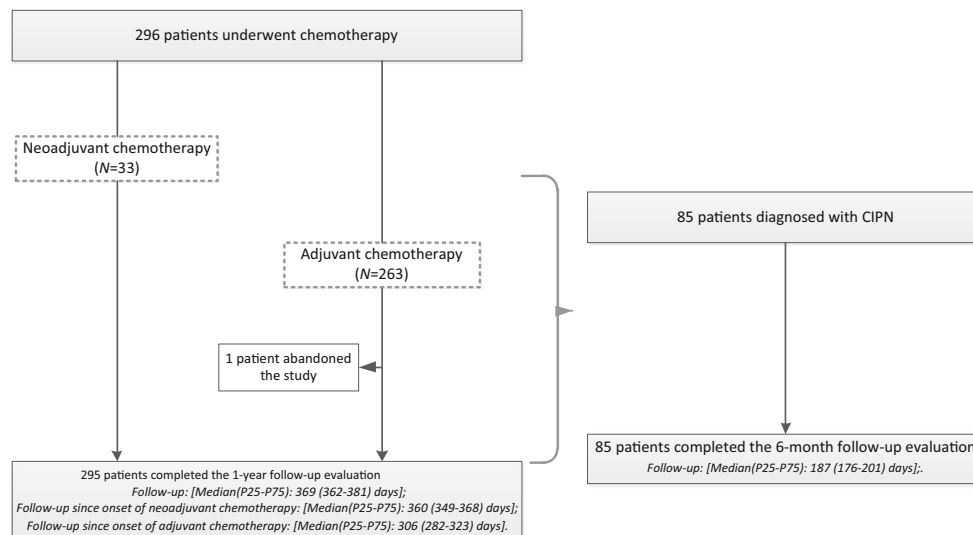 296 patients underwent chemotherapy
Neoadjuvant chemotherapy
(N=33)
Adjuvant chemotherapy
(N=263)
1 patient abandoned
the study
295 patients completed the 1-year follow-up evaluation
Follow-up: [Median(P25-P75): 369 (362-381) days];
Follow-up since onset of neoadjuvant chemotherapy: [Median(P25-P75): 360 (349-368) days];
Follow-up since onset of adjuvant chemotherapy: [Median(P25-P75): 306 (282-323) days].
85 patients diagnosed with CIPN
85 patients completed the 6-month follow-up evaluation
Follow-up: [Median(P25-P75): 187 (176-201) days];.